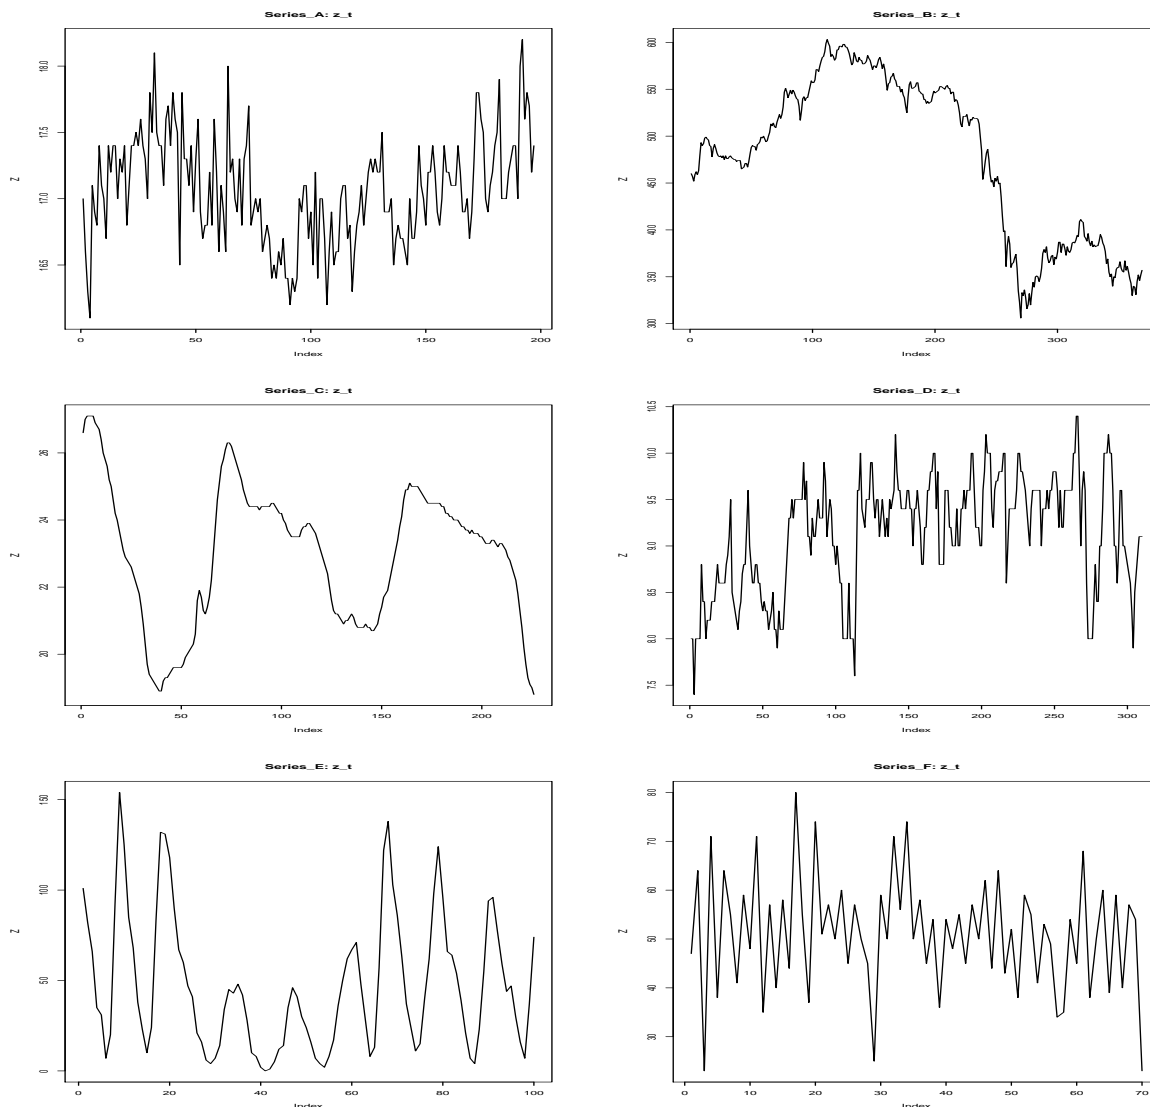 Series_A: z_t
18.0
17.5
17.0
16.5
Z
0 50 100 150 200
Index
Series_B: z_t
600
550
500
450
400
350
300
Z
0 100 200 300
Index
Series_C: z_t
26
24
22
20
Z
0 50 100 150 200
Index
Series_D: z_t
10.5
10.0
9.5
9.0
8.5
8.0
7.5
Z
0 50 100 150 200 250 300
Index
Series_E: z_t
150
100
50
0
Z
0 20 40 60 80 100
Index
Series_F: z_t
80
70
60
50
40
30
Z
0 10 20 30 40 50 60 70
Index